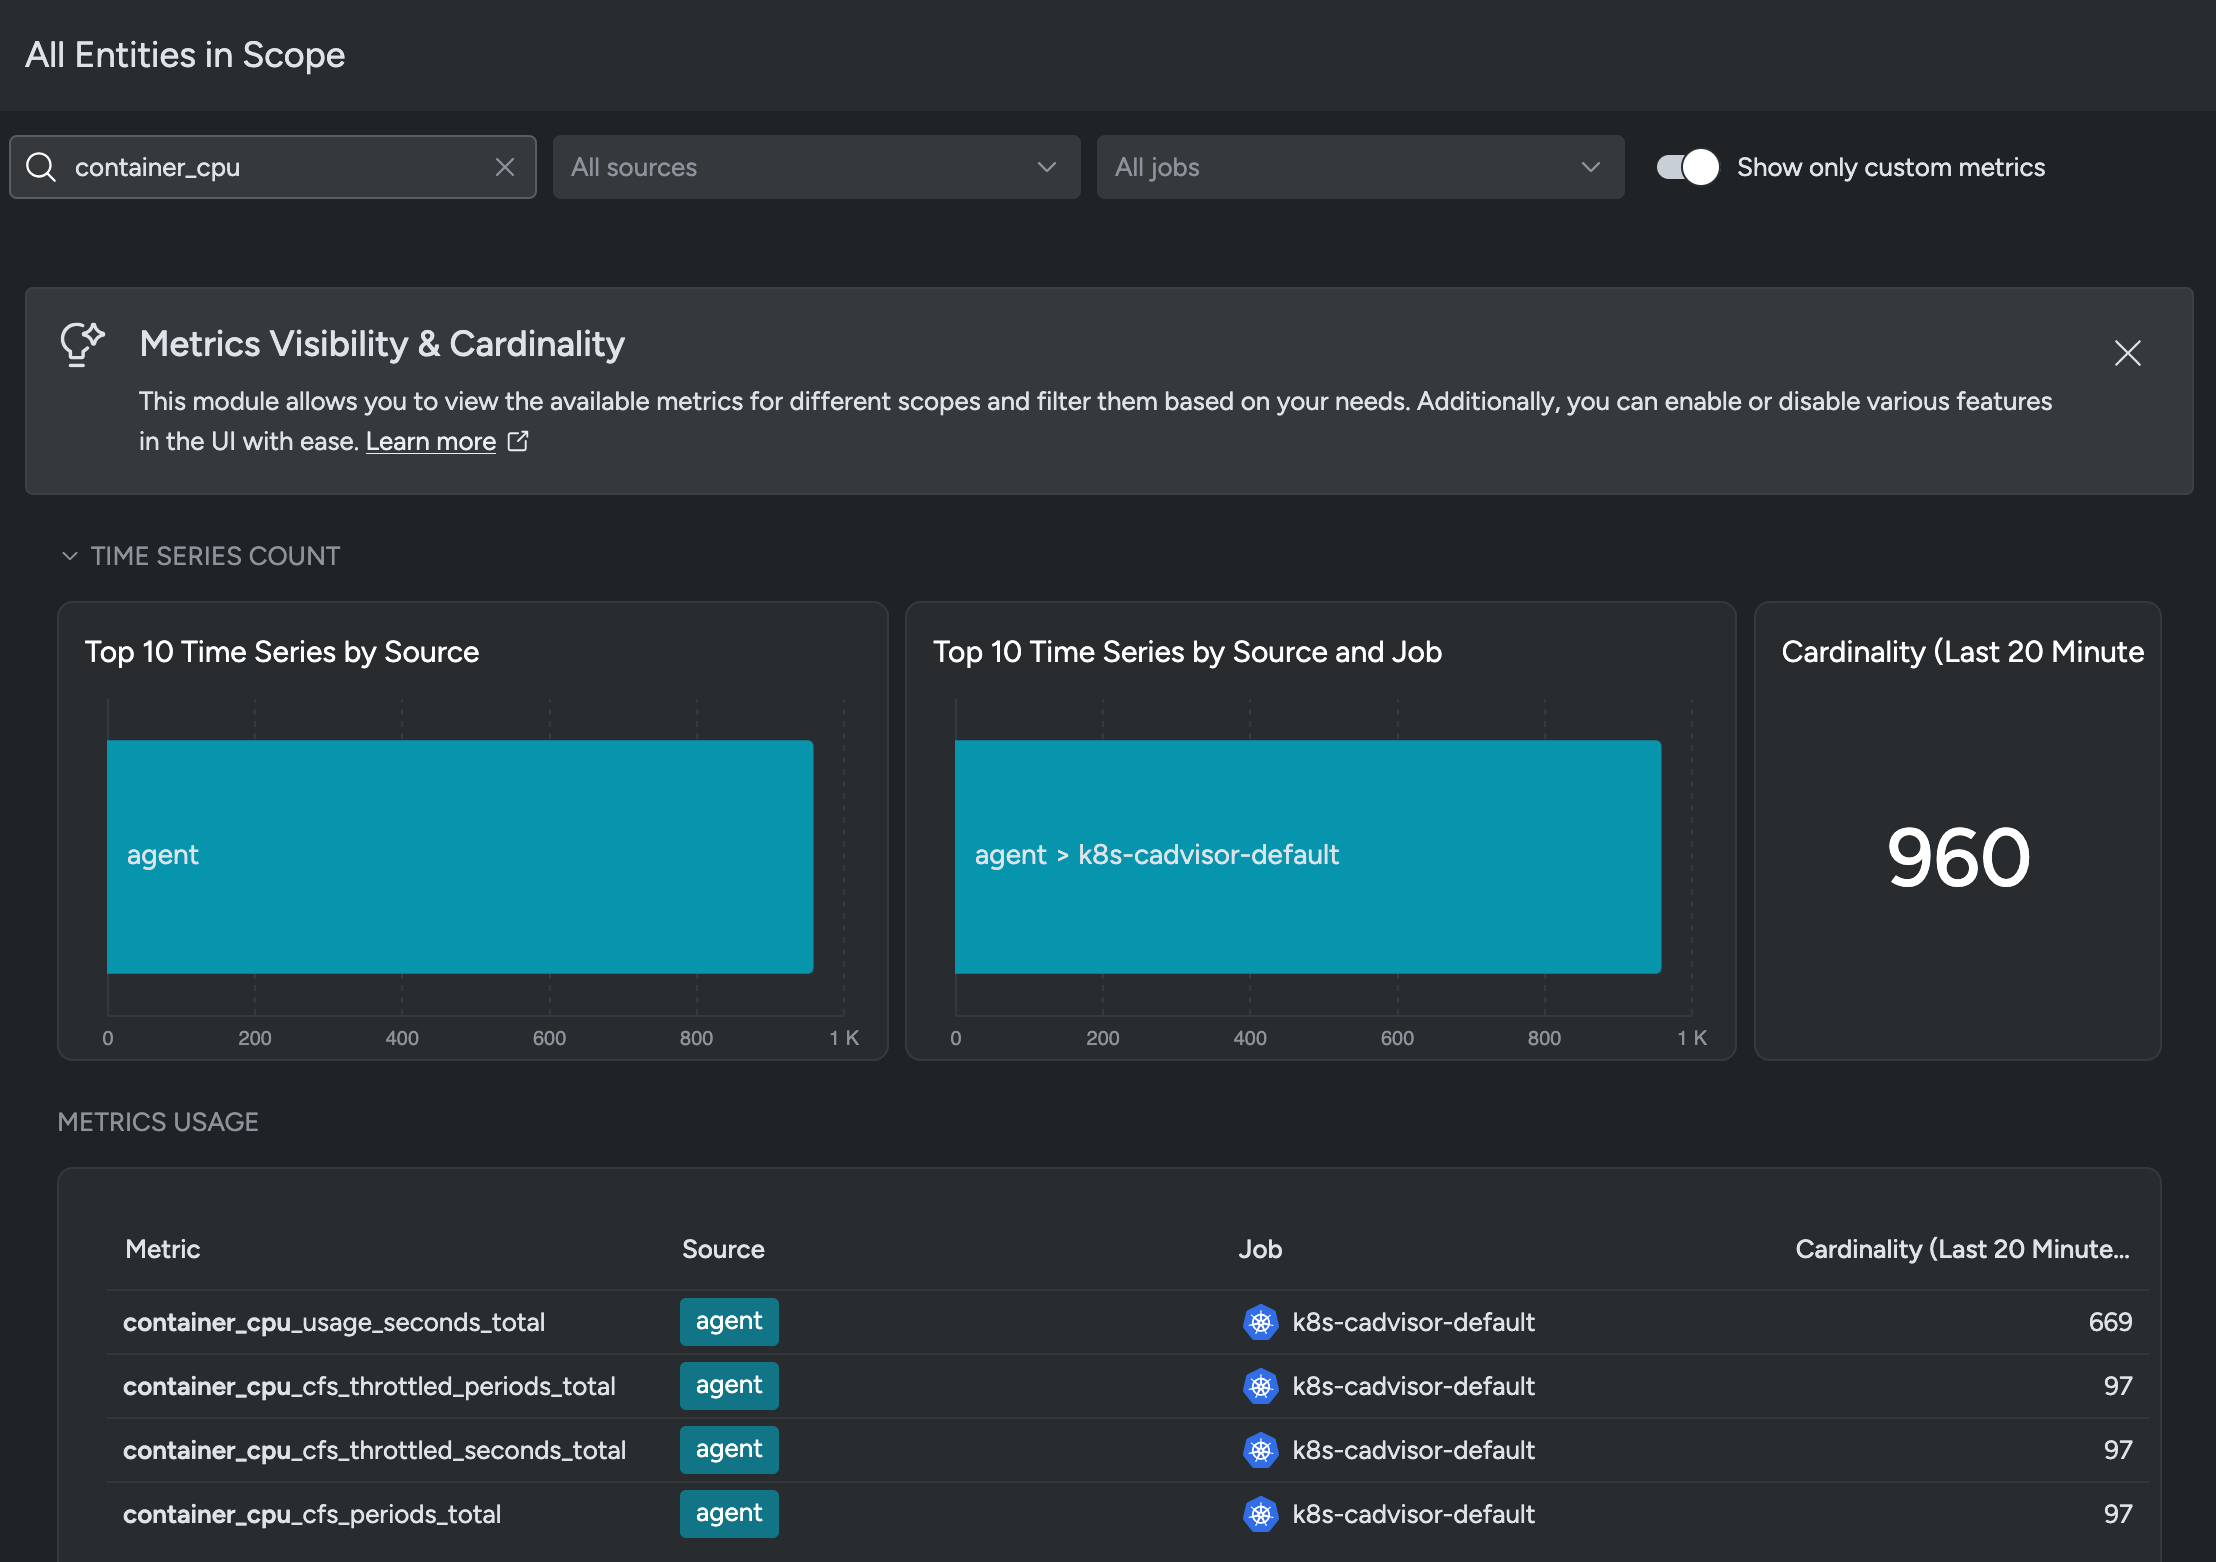 All Entities in Scope
container_cpu
All sources
All jobs
Show only custom metrics
Metrics Visibility & Cardinality
This module allows you to view the available metrics for different scopes and filter them based on your needs. Additionally, you can enable or disable various features
in the UI with ease. Learn more
TIME SERIES COUNT
Top 10 Time Series by Source
agent
0 200 400 600 800 1 K
Top 10 Time Series by Source and Job
agent > k8s-cadvisor-default
0 200 400 600 800 1 K
Cardinality (Last 20 Minute
960
METRICS USAGE
Metric Source Job Cardinality (Last 20 Minute...
container_cpu_usage_seconds_total agent k8s-cadvisor-default 669
container_cpu_cfs_throttled_periods_total agent k8s-cadvisor-default 97
container_cpu_cfs_throttled_seconds_total agent k8s-cadvisor-default 97
container_cpu_cfs_periods_total agent k8s-cadvisor-default 97